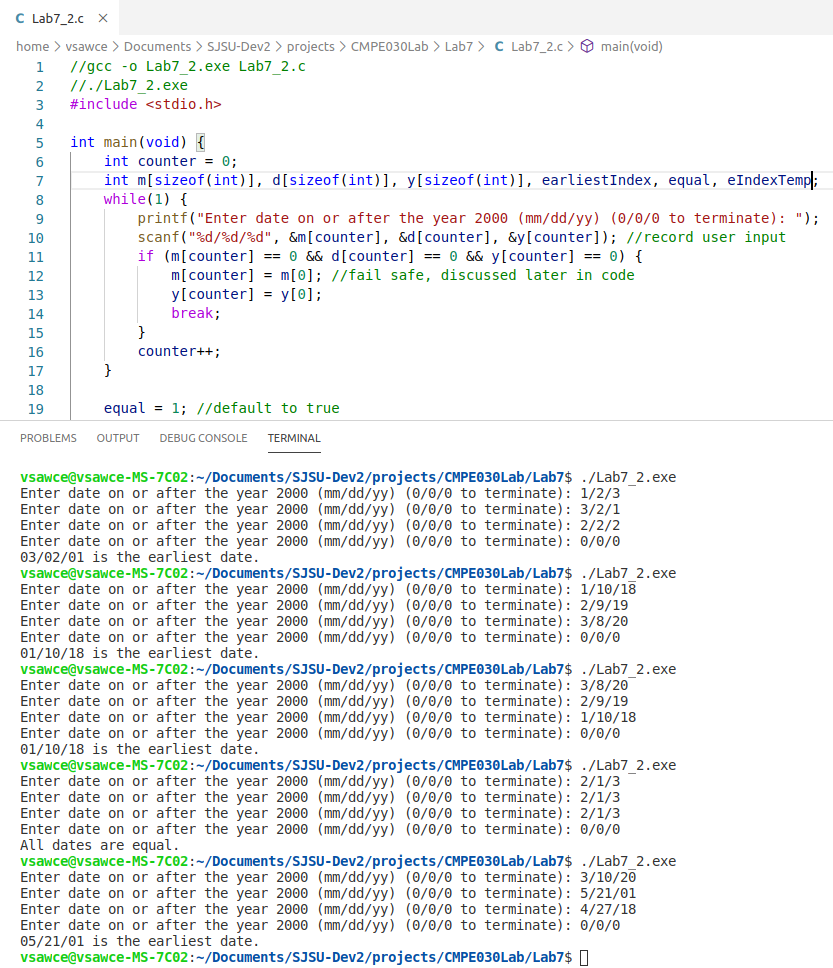 C Lab7_2.c ×
home > vsawce > Documents > SJSU-Dev2 > projects > CMPE030Lab > Lab7 > C Lab7_2.c > main(void)
1 //gcc -o Lab7_2.exe Lab7_2.c
2 //./Lab7_2.exe
3 #include <stdio.h>
4
5 int main(void) {
6     int counter = 0;
7     int m[sizeof(int)], d[sizeof(int)], y[sizeof(int)], earliestIndex, equal, eIndexTemp;
8     while(1) {
9         printf("Enter date on or after the year 2000 (mm/dd/yy) (0/0/0 to terminate): ");
10         scanf("%d/%d/%d", &m[counter], &d[counter], &y[counter]); //record user input
11         if (m[counter] == 0 && d[counter] == 0 && y[counter] == 0) {
12             m[counter] = m[0]; //fail safe, discussed later in code
13             y[counter] = y[0];
14             break;
15         }
16         counter++;
17     }
18
19     equal = 1; //default to true
PROBLEMS OUTPUT DEBUG CONSOLE TERMINAL
vsawce@vsawce-MS-7C02:~/Documents/SJSU-Dev2/projects/CMPE030Lab/Lab7$ ./Lab7_2.exe
Enter date on or after the year 2000 (mm/dd/yy) (0/0/0 to terminate): 1/2/3
Enter date on or after the year 2000 (mm/dd/yy) (0/0/0 to terminate): 3/2/1
Enter date on or after the year 2000 (mm/dd/yy) (0/0/0 to terminate): 2/2/2
Enter date on or after the year 2000 (mm/dd/yy) (0/0/0 to terminate): 0/0/0
03/02/01 is the earliest date.
vsawce@vsawce-MS-7C02:~/Documents/SJSU-Dev2/projects/CMPE030Lab/Lab7$ ./Lab7_2.exe
Enter date on or after the year 2000 (mm/dd/yy) (0/0/0 to terminate): 1/10/18
Enter date on or after the year 2000 (mm/dd/yy) (0/0/0 to terminate): 2/9/19
Enter date on or after the year 2000 (mm/dd/yy) (0/0/0 to terminate): 3/8/20
Enter date on or after the year 2000 (mm/dd/yy) (0/0/0 to terminate): 0/0/0
01/10/18 is the earliest date.
vsawce@vsawce-MS-7C02:~/Documents/SJSU-Dev2/projects/CMPE030Lab/Lab7$ ./Lab7_2.exe
Enter date on or after the year 2000 (mm/dd/yy) (0/0/0 to terminate): 3/8/20
Enter date on or after the year 2000 (mm/dd/yy) (0/0/0 to terminate): 2/9/19
Enter date on or after the year 2000 (mm/dd/yy) (0/0/0 to terminate): 1/10/18
Enter date on or after the year 2000 (mm/dd/yy) (0/0/0 to terminate): 0/0/0
01/10/18 is the earliest date.
vsawce@vsawce-MS-7C02:~/Documents/SJSU-Dev2/projects/CMPE030Lab/Lab7$ ./Lab7_2.exe
Enter date on or after the year 2000 (mm/dd/yy) (0/0/0 to terminate): 2/1/3
Enter date on or after the year 2000 (mm/dd/yy) (0/0/0 to terminate): 2/1/3
Enter date on or after the year 2000 (mm/dd/yy) (0/0/0 to terminate): 2/1/3
Enter date on or after the year 2000 (mm/dd/yy) (0/0/0 to terminate): 0/0/0
All dates are equal.
vsawce@vsawce-MS-7C02:~/Documents/SJSU-Dev2/projects/CMPE030Lab/Lab7$ ./Lab7_2.exe
Enter date on or after the year 2000 (mm/dd/yy) (0/0/0 to terminate): 3/10/20
Enter date on or after the year 2000 (mm/dd/yy) (0/0/0 to terminate): 5/21/01
Enter date on or after the year 2000 (mm/dd/yy) (0/0/0 to terminate): 4/27/18
Enter date on or after the year 2000 (mm/dd/yy) (0/0/0 to terminate): 0/0/0
05/21/01 is the earliest date.
vsawce@vsawce-MS-7C02:~/Documents/SJSU-Dev2/projects/CMPE030Lab/Lab7$